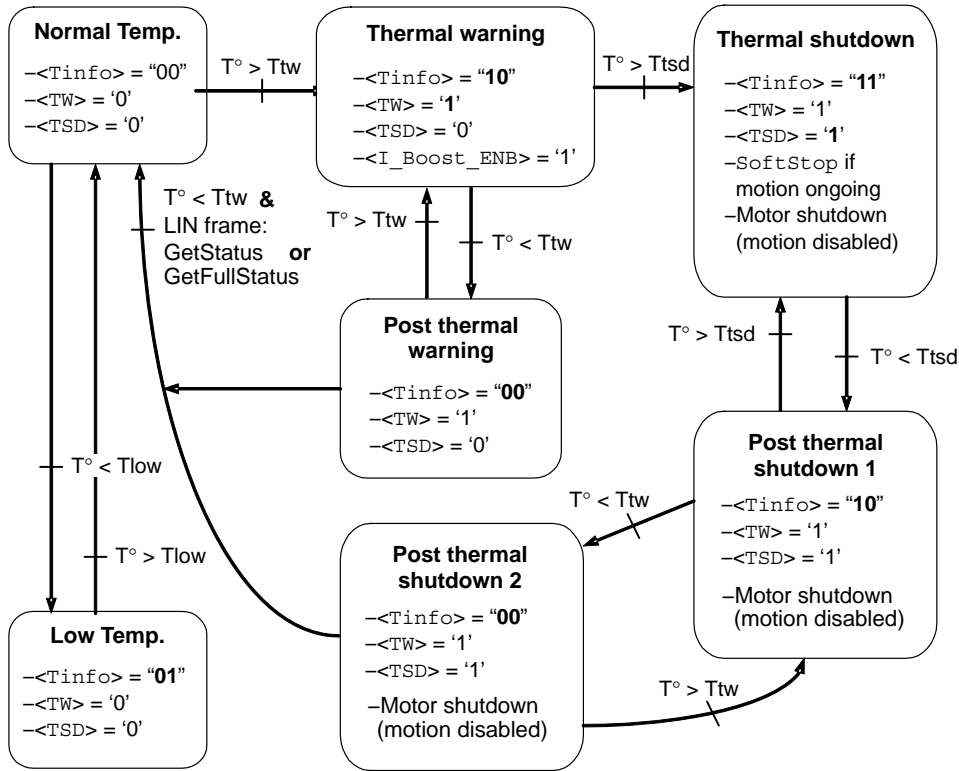 Normal Temp.
–<Tinfo> = “00”
–<TW> = ‘0’
–<TSD> = ‘0’
T° > Ttw
Thermal warning
–<Tinfo> = “10”
–<TW> = ‘1’
–<TSD> = ‘0’
–<I_Boost_ENB> = ‘1’
T° > Ttsd
Thermal shutdown
–<Tinfo> = “11”
–<TW> = ‘1’
–<TSD> = ‘1’
–SoftStop if
motion ongoing
–Motor shutdown
(motion disabled)
T° < Ttw &
LIN frame:
GetStatus or
GetFullStatus
T° > Ttw
T° < Ttw
Post thermal
warning
–<Tinfo> = “00”
–<TW> = ‘1’
–<TSD> = ‘0’
T° > Ttsd
T° < Ttsd
Post thermal
shutdown 1
–<Tinfo> = “10”
–<TW> = ‘1’
–<TSD> = ‘1’
–Motor shutdown
(motion disabled)
T° < Ttw
Post thermal
shutdown 2
–<Tinfo> = “00”
–<TW> = ‘1’
–<TSD> = ‘1’
–Motor shutdown
(motion disabled)
T° > Ttw
T° < Tlow
T° > Tlow
Low Temp.
–<Tinfo> = “01”
–<TW> = ‘0’
–<TSD> = ‘0’